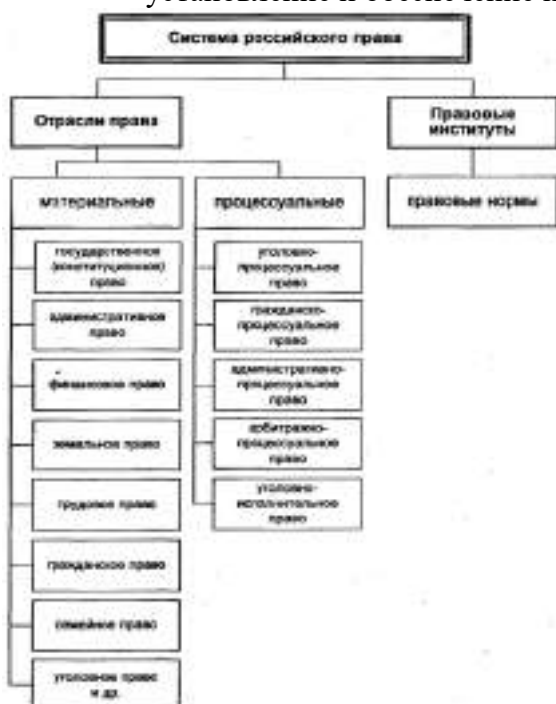 установление и обеспечение
Система российского права
Отрасли права
Правовые
институты
материальные
процессуальные
правовые нормы
государственное
(конституционное)
право
уголовно-
процессуальное
право
административное
право
гражданско-
процессуальное
право
финансовое право
административно-
процессуальное
право
земельное право
арбитражно-
процессуальное
право
трудовое право
уголовно-
исполнительное
право
гражданское право
семейное право
уголовное право
и др.